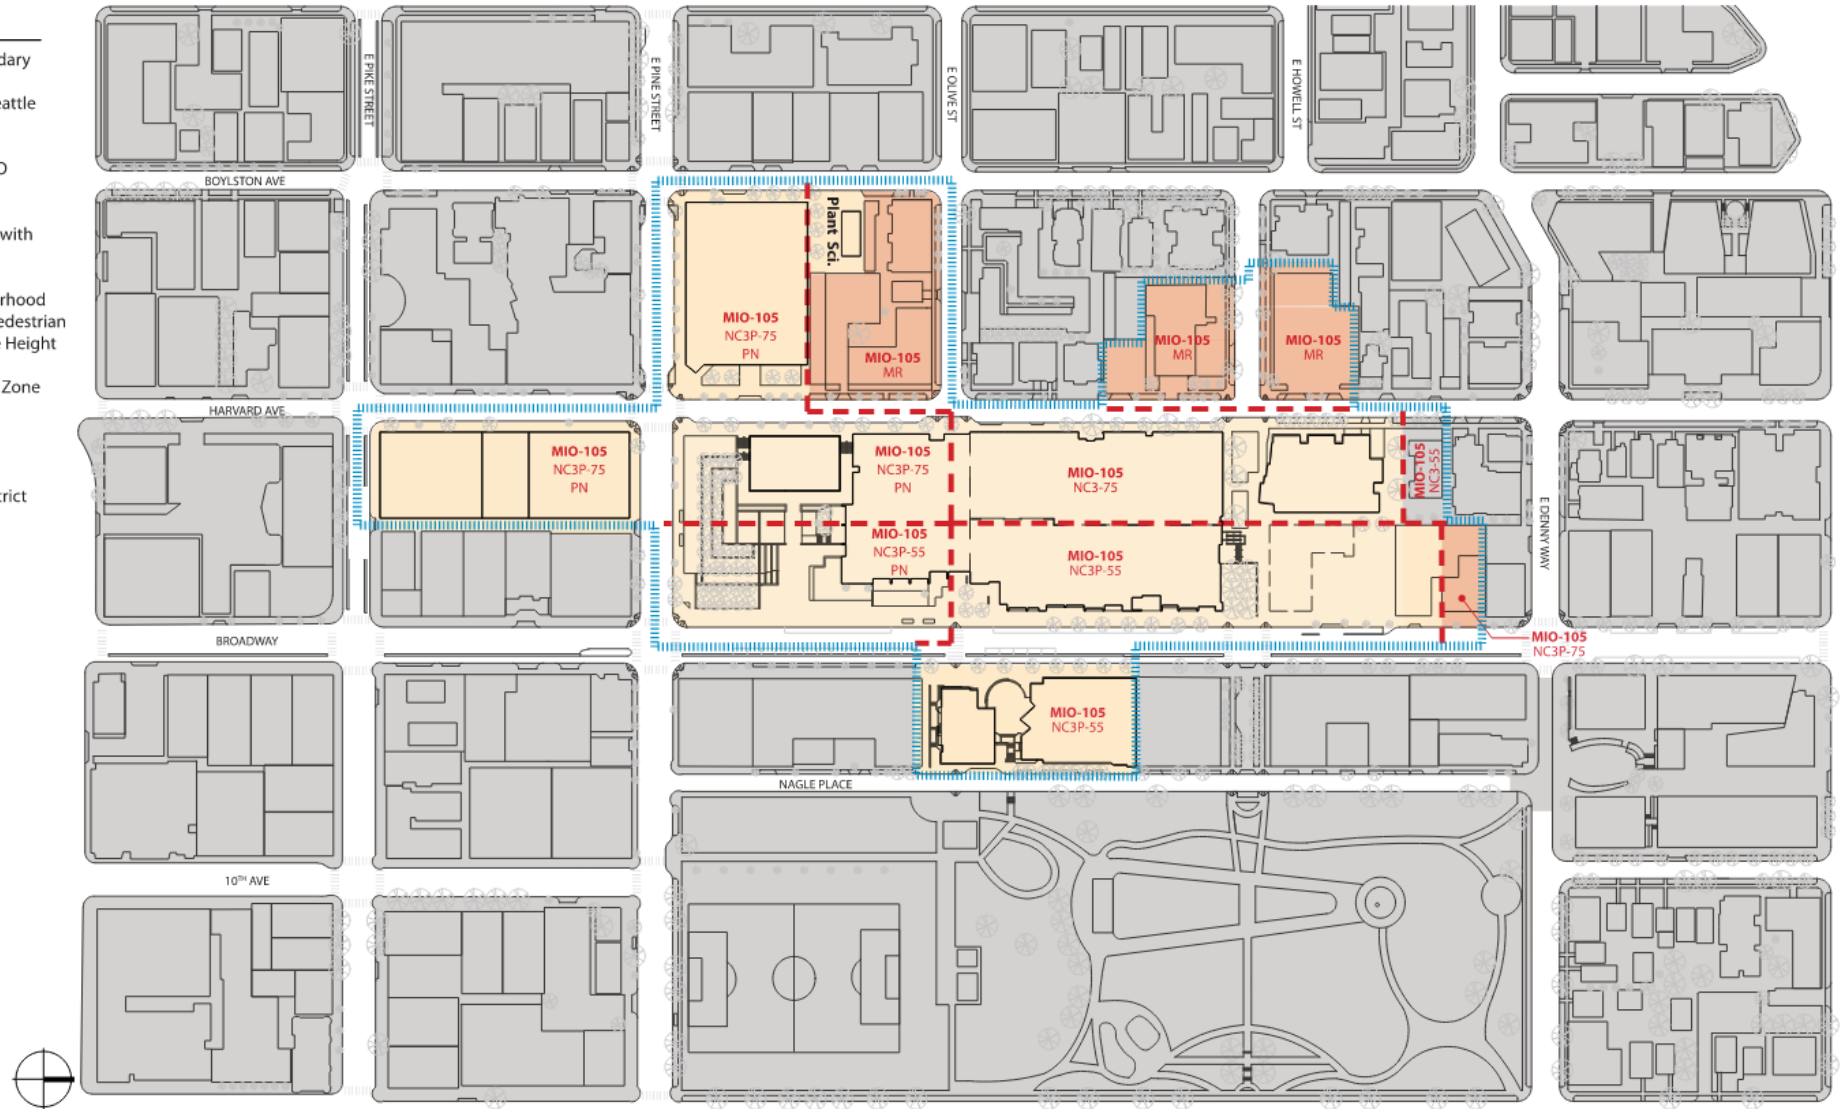 dary
eattle
O
with
rhood
edestrian
e Height
Zone
trict
E PIKE STREET
E PINE STREET
E OLIVE ST
E HOWELL ST
BOYLSTON AVE
Plant Sci.
MIO-105
NC3P-75
PN
MIO-105
MR
MIO-105
MR
MIO-105
MR
HARVARD AVE
MIO-105
NC3P-75
PN
MIO-105
NC3P-75
PN
MIO-105
NC3-75
MIO-105
NC3-55
MIO-105
NC3P-55
PN
MIO-105
NC3P-55
E DENNY WAY
BROADWAY
MIO-105
NC3P-75
MIO-105
NC3P-55
NAGLE PLACE
10TH AVE